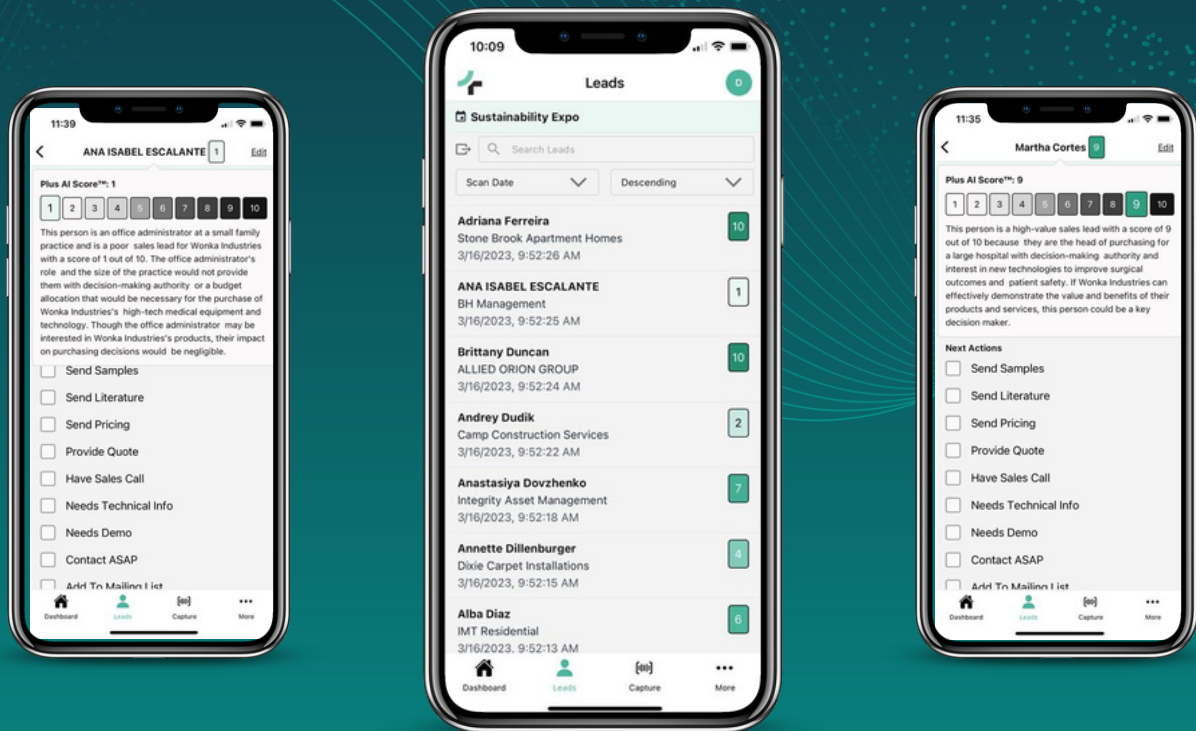 11:39
ANA ISABEL ESCALANTE 1 Edit
Plus AI Score™: 1
1 2 3 4 5 6 7 8 9 10
This person is an office administrator at a small family
practice and is a poor sales lead for Wonka Industries
with a score of 1 out of 10. The office administrator's
role and the size of the practice would not provide
them with decision-making authority or a budget
allocation that would be necessary for the purchase of
Wonka Industries's high-tech medical equipment and
technology. Though the office administrator may be
interested in Wonka Industries's products, their impact
on purchasing decisions would be negligible.
Send Samples
Send Literature
Send Pricing
Provide Quote
Have Sales Call
Needs Technical Info
Needs Demo
Contact ASAP
Add To Mailing List
Dashboard Leads Capture More
10:09
Leads D
Sustainability Expo
Search Leads
Scan Date Descending
Adriana Ferreira
Stone Brook Apartment Homes 10
3/16/2023, 9:52:26 AM
ANA ISABEL ESCALANTE
BH Management 1
3/16/2023, 9:52:25 AM
Brittany Duncan
ALLIED ORION GROUP 10
3/16/2023, 9:52:24 AM
Andrey Dudik
Camp Construction Services 2
3/16/2023, 9:52:22 AM
Anastasiya Dovzhenko
Integrity Asset Management 7
3/16/2023, 9:52:18 AM
Annette Dillenburger
Dixie Carpet Installations 4
3/16/2023, 9:52:15 AM
Alba Diaz
IMT Residential 6
3/16/2023, 9:52:13 AM
Dashboard Leads Capture More
11:35
Martha Cortes 9 Edit
Plus AI Score™: 9
1 2 3 4 5 6 7 8 9 10
This person is a high-value sales lead with a score of 9
out of 10 because they are the head of purchasing for
a large hospital with decision-making authority and
interest in new technologies to improve surgical
outcomes and patient safety. If Wonka Industries can
effectively demonstrate the value and benefits of their
products and services, this person could be a key
decision maker.
Next Actions
Send Samples
Send Literature
Send Pricing
Provide Quote
Have Sales Call
Needs Technical Info
Needs Demo
Contact ASAP
Add To Mailing List
Dashboard Leads Capture More